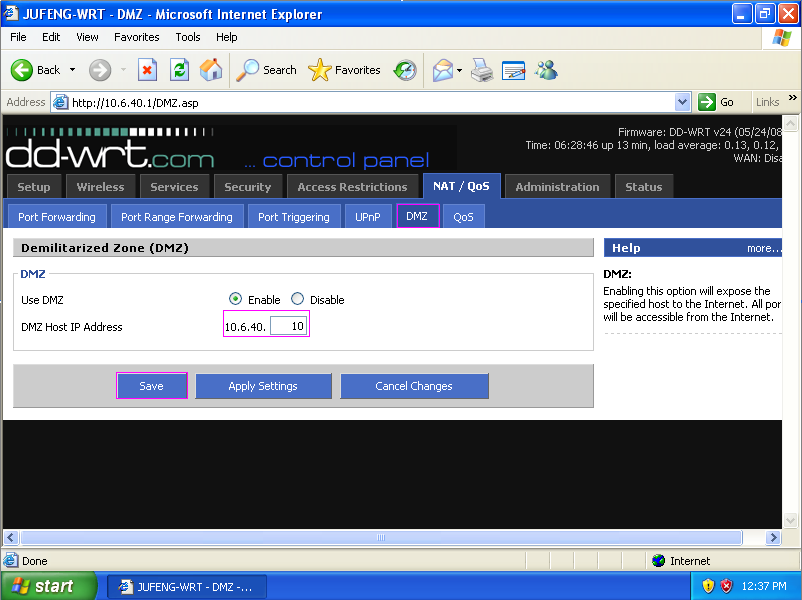 JUFENG-WRT - DMZ - Microsoft Internet Explorer
File Edit View Favorites Tools Help
Back Search Favorites
Address http://10.6.40.1/DMZ.asp Go Links »
Firmware: DD-WRT v24 (05/24/08
Time: 06:28:46 up 13 min, load average: 0.13, 0.12,
WAN: Disa
dd-wrt.com ... control panel
Setup Wireless Services Security Access Restrictions NAT / QoS Administration Status
Port Forwarding Port Range Forwarding Port Triggering UPnP DMZ QoS
Demilitarized Zone (DMZ)
DMZ
Use DMZ Enable Disable
DMZ Host IP Address 10.6.40. 10
Save Apply Settings Cancel Changes
Help more...
DMZ:
Enabling this option will expose the
specified host to the Internet. All por
will be accessible from the Internet.
Done Internet
start JUFENG-WRT - DMZ -... 12:37 PM